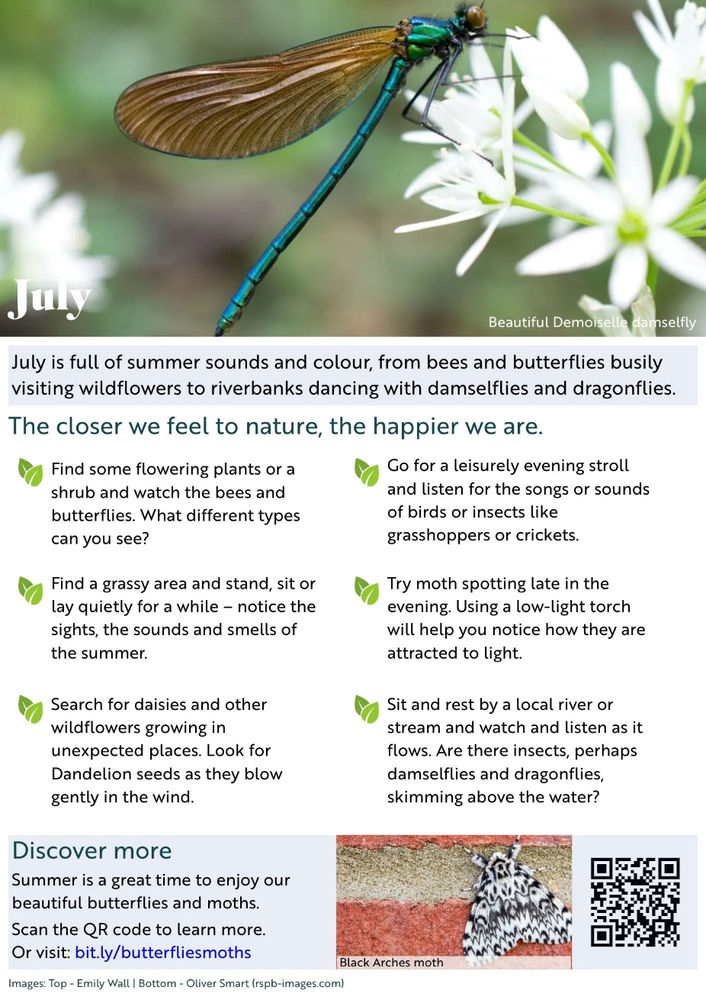 July
Beautiful Demoiselle damselfly
July is full of summer sounds and colour, from bees and butterflies busily
visiting wildflowers to riverbanks dancing with damselflies and dragonflies.
The closer we feel to nature, the happier we are.
Find some flowering plants or a
shrub and watch the bees and
butterflies. What different types
can you see?
Go for a leisurely evening stroll
and listen for the songs or sounds
of birds or insects like
grasshoppers or crickets.
Find a grassy area and stand, sit or
lay quietly for a while – notice the
sights, the sounds and smells of
the summer.
Try moth spotting late in the
evening. Using a low-light torch
will help you notice how they are
attracted to light.
Search for daisies and other
wildflowers growing in
unexpected places. Look for
Dandelion seeds as they blow
gently in the wind.
Sit and rest by a local river or
stream and watch and listen as it
flows. Are there insects, perhaps
damselflies and dragonflies,
skimming above the water?
Discover more
Summer is a great time to enjoy our
beautiful butterflies and moths.
Scan the QR code to learn more.
Or visit: bit.ly/butterfliesmoths
Black Arches moth
Images: Top - Emily Wall | Bottom - Oliver Smart (rspb-images.com)